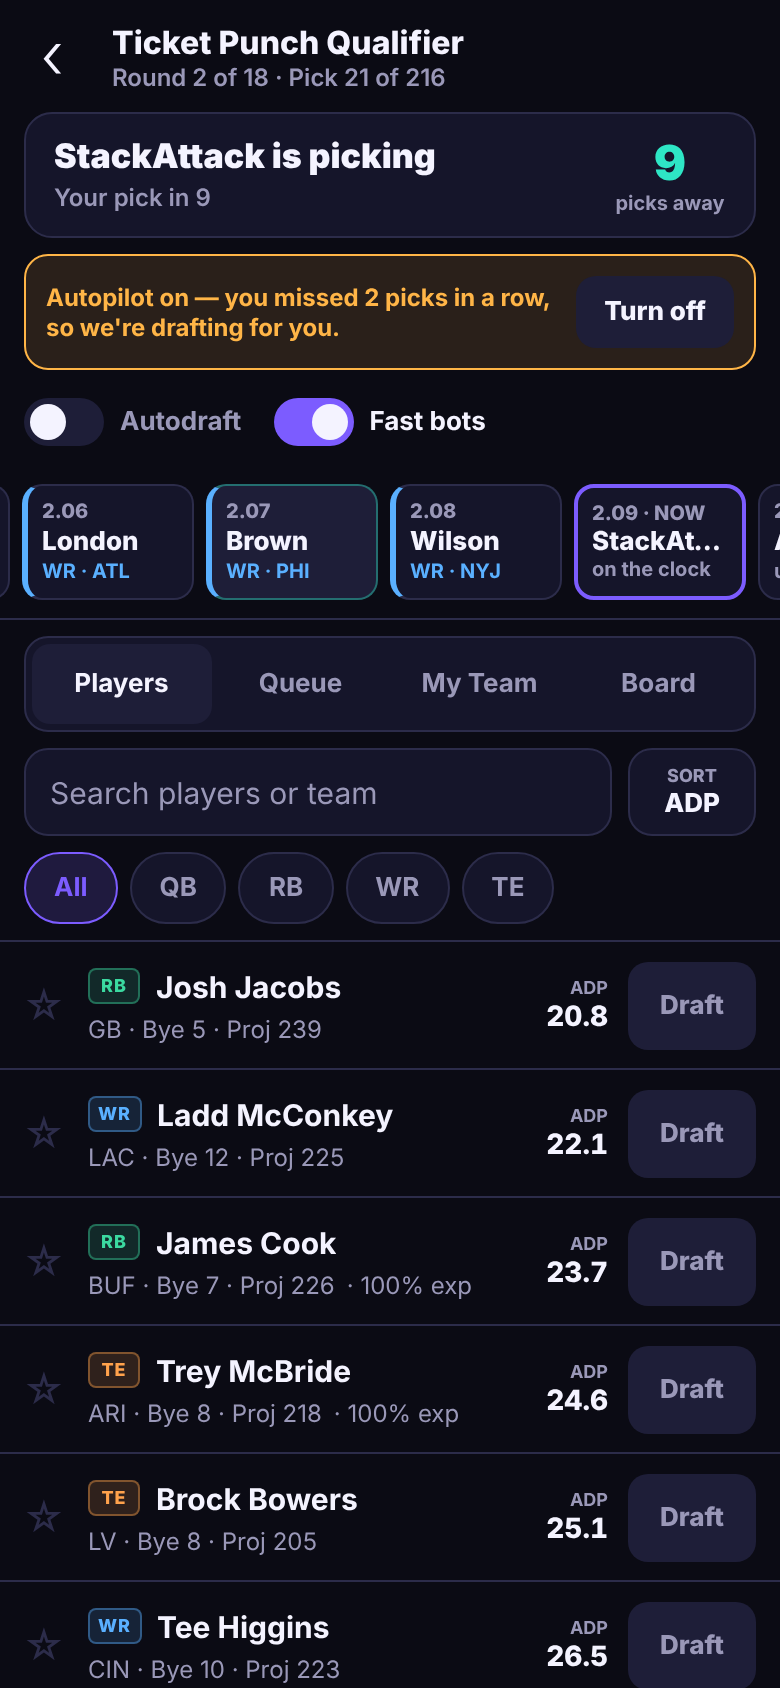 Ticket Punch Qualifier
Round 2 of 18 · Pick 21 of 216
StackAttack is picking
Your pick in 9
9
picks away
Autopilot on — you missed 2 picks in a row,
so we're drafting for you.
Turn off
Autodraft
Fast bots
2.06
London
WR · ATL
2.07
Brown
WR · PHI
2.08
Wilson
WR · NYJ
2.09 · NOW
StackAt...
on the clock
Players
Queue
My Team
Board
Search players or team
SORT
ADP
All
QB
RB
WR
TE
RB
Josh Jacobs
GB · Bye 5 · Proj 239
ADP
20.8
Draft
WR
Ladd McConkey
LAC · Bye 12 · Proj 225
ADP
22.1
Draft
RB
James Cook
BUF · Bye 7 · Proj 226 · 100% exp
ADP
23.7
Draft
TE
Trey McBride
ARI · Bye 8 · Proj 218 · 100% exp
ADP
24.6
Draft
TE
Brock Bowers
LV · Bye 8 · Proj 205
ADP
25.1
Draft
WR
Tee Higgins
CIN · Bye 10 · Proj 223
ADP
26.5
Draft